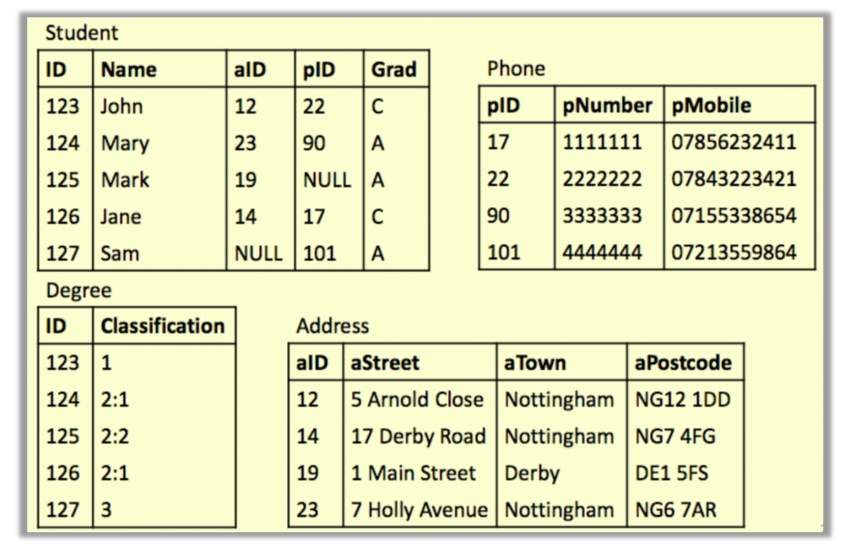 Student
ID Name aID pID Grad
123 John 12 22 C
124 Mary 23 90 A
125 Mark 19 NULL A
126 Jane 14 17 C
127 Sam NULL 101 A
Phone
pID pNumber pMobile
17 1111111 07856232411
22 2222222 07843223421
90 3333333 07155338654
101 4444444 07213559864
Degree
ID Classification
123 1
124 2:1
125 2:2
126 2:1
127 3
Address
aID aStreet aTown aPostcode
12 5 Arnold Close Nottingham NG12 1DD
14 17 Derby Road Nottingham NG7 4FG
19 1 Main Street Derby DE1 5FS
23 7 Holly Avenue Nottingham NG6 7AR